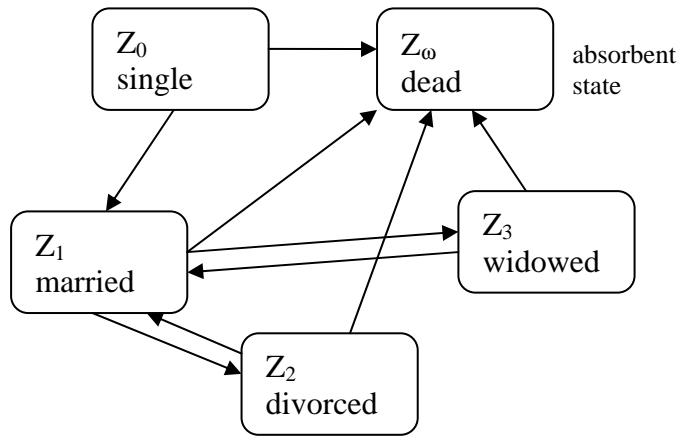 Z₀
single
Zω
dead
absorbent
state
Z₁
married
Z₃
widowed
Z₂
divorced